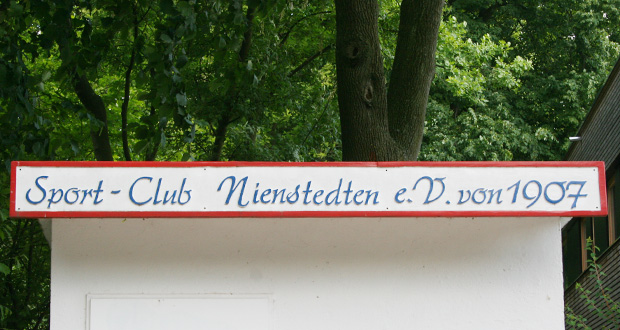 Sport-Club Nienstedten e.V. von 1907